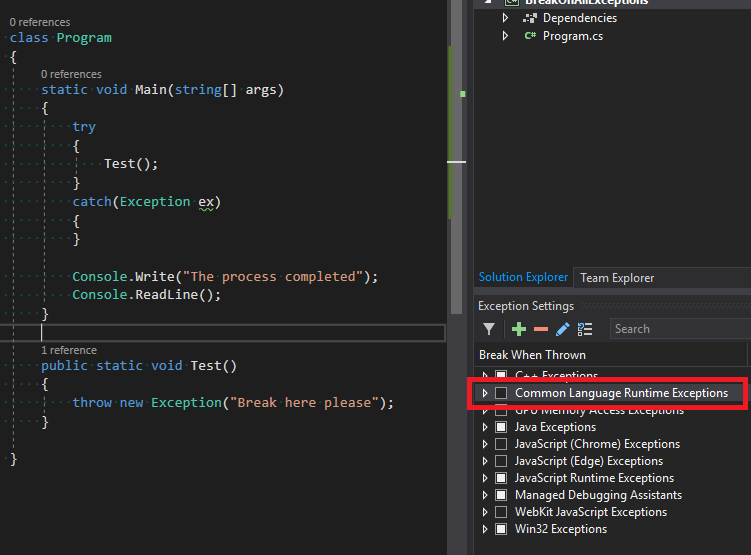 0 references
class Program
{
0 references
static void Main(string[] args)
{
try
{
Test();
}
catch(Exception ex)
{
}
Console.Write("The process completed");
Console.ReadLine();
}
1 reference
public static void Test()
{
throw new Exception("Break here please");
}
}
BreakOnAllExceptions
Dependencies
C# Program.cs
Solution Explorer Team Explorer
Exception Settings
Search
Break When Thrown
C++ Exceptions
Common Language Runtime Exceptions
GPU Memory Access Exceptions
Java Exceptions
JavaScript (Chrome) Exceptions
JavaScript (Edge) Exceptions
JavaScript Runtime Exceptions
Managed Debugging Assistants
WebKit JavaScript Exceptions
Win32 Exceptions